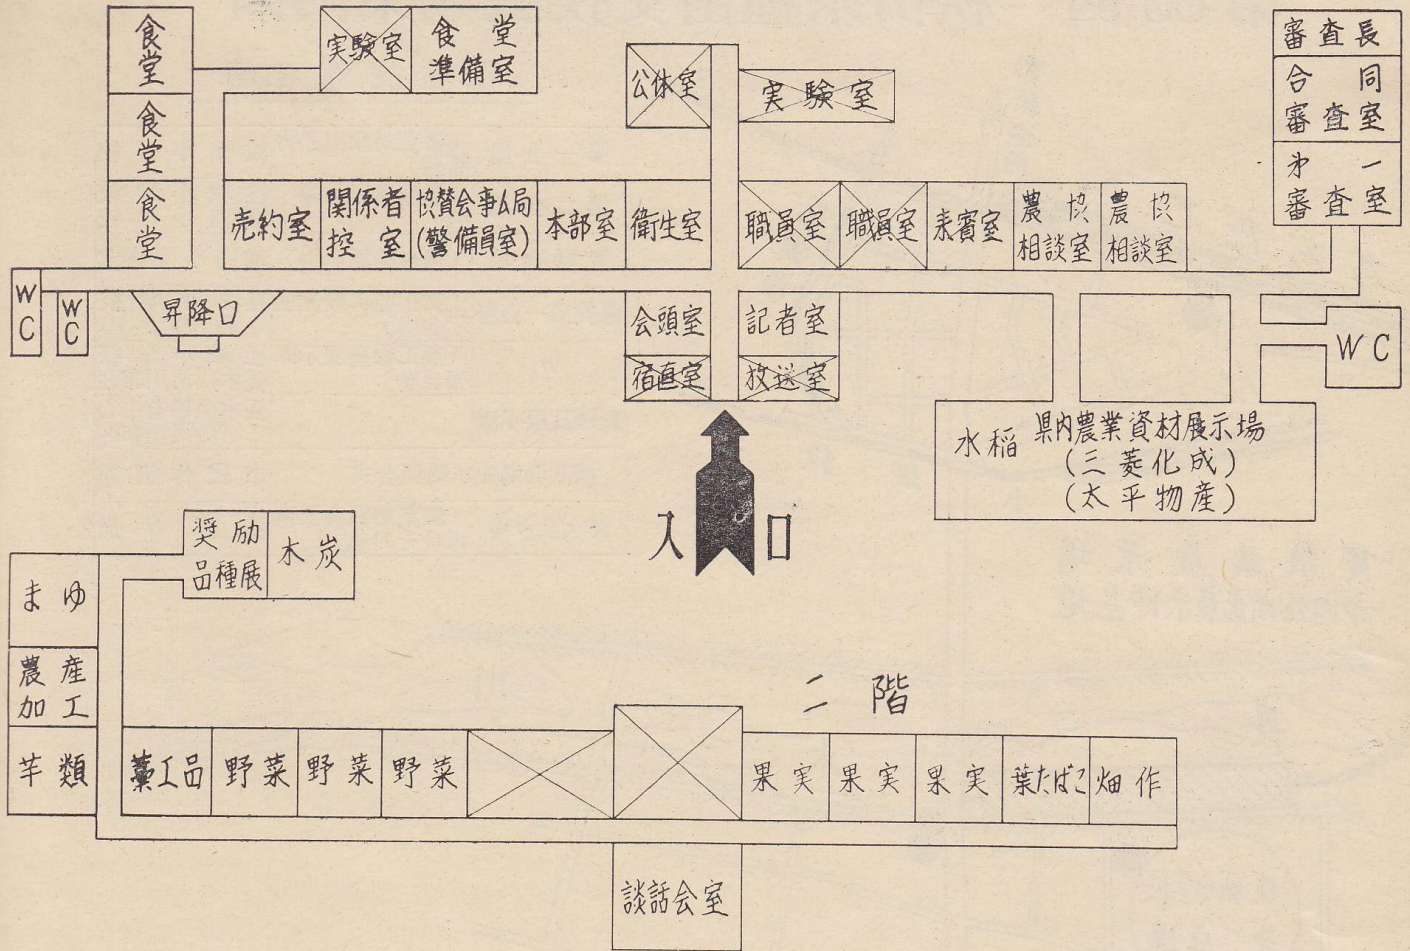 食堂
食堂
食堂
実験室
食堂
準備室
公休室
実験室
審査長
合同
審査室
才一
審査室
売約室
関係者
控室
協賛会事ム局
(警備員室)
本部室
衛生室
職員室
職員室
来賓室
農協
相談室
農協
相談室
WC
WC
昇降口
会頭室
記者室
宿直室
放送室
WC
水稲
県内農業資材展示場
(三菱化成)
(太平物産)
入口
奨励
品種展
木炭
まゆ
農産
加工
芋類
二階
藁工品
野菜
野菜
野菜
果実
果実
果実
葉たばこ
畑作
談話会室